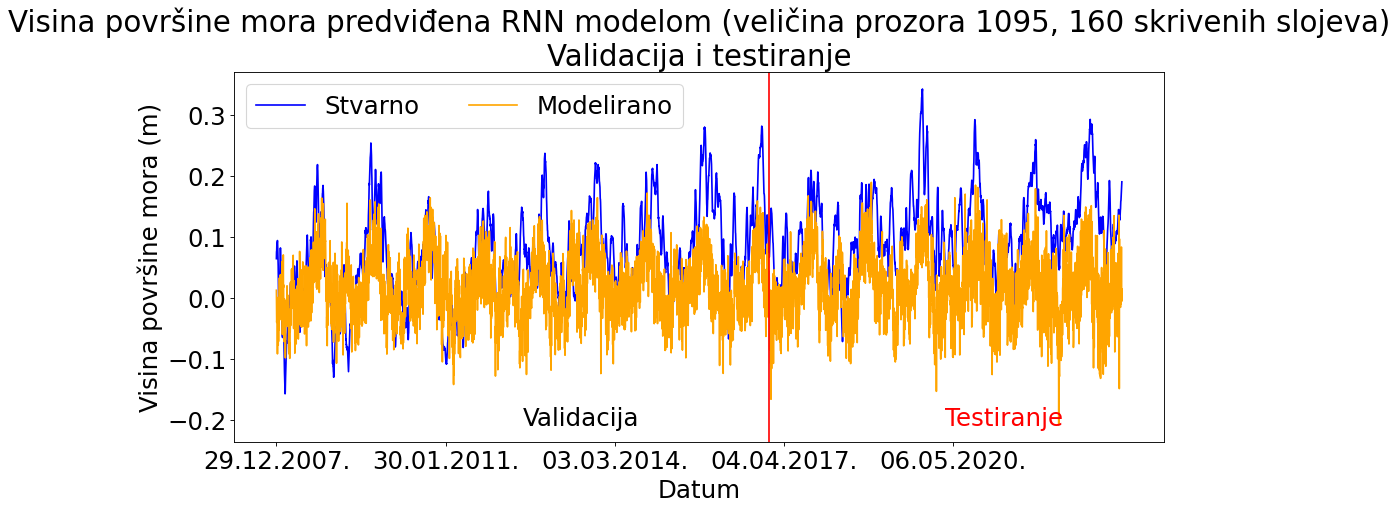 Visina površine mora predviđena RNN modelom (veličina prozora 1095, 160 skrivenih slojeva)
Validacija i testiranje
Stvarno
Modelirano
Visina površine mora (m)
0.3
0.2
0.1
0.0
−0.1
−0.2
Validacija
Testiranje
29.12.2007.
30.01.2011.
03.03.2014.
04.04.2017.
06.05.2020.
Datum